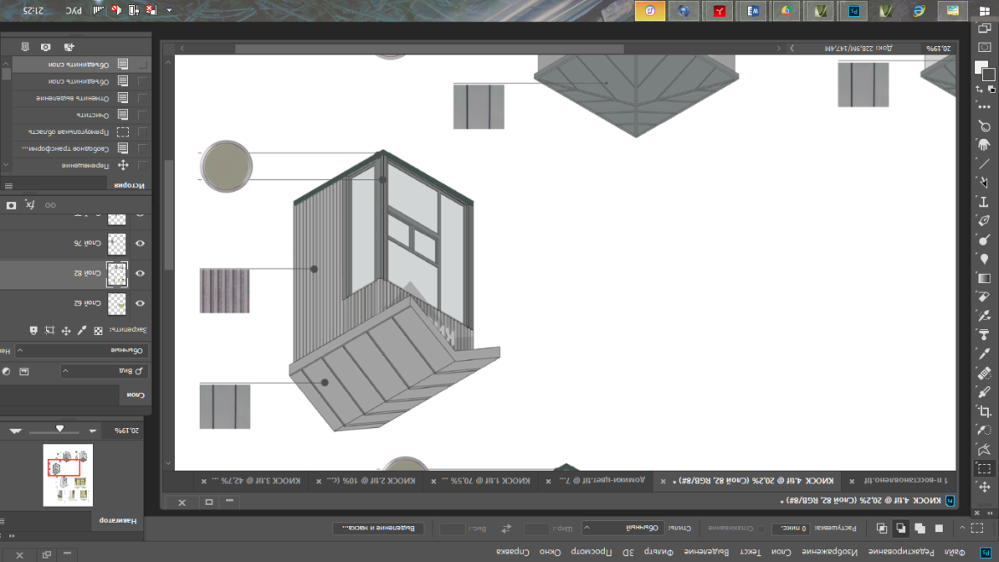 Файл Редактирование Изображение Слои Текст Выделение Фильтр 3D Просмотр Окно Справка
Растушевка: 0 пикс. Сглаживание Стиль: Обычный Шир.: Выс.: Выделение и маска...
КИОСК 4.tif @ 20,2% (Слой 82, RGB/8#) *
1 п-восстановлено.tif × КИОСК 4.tif @ 20,2% (Слой 82, RGB/8#) * × домики-цветаг.tif @ 7... × КИОСК 1.tif @ 70,5% ... × КИОСК 2.tif @ 10% (с... × КИОСК 3.tif @ 42,7% ... ×
Навигатор
20,19%
Слои
Вид
Обычные
Закрепить:
Слой 62
Слой 82
Слой 76
fx
История
Перемещение
Свободное трансформи...
Прямоугольная область
Очистить
Отменить выделение
Объединить слои
Объединить слои
20,19% Док: 228,9M/147,4M
РУС 21:25